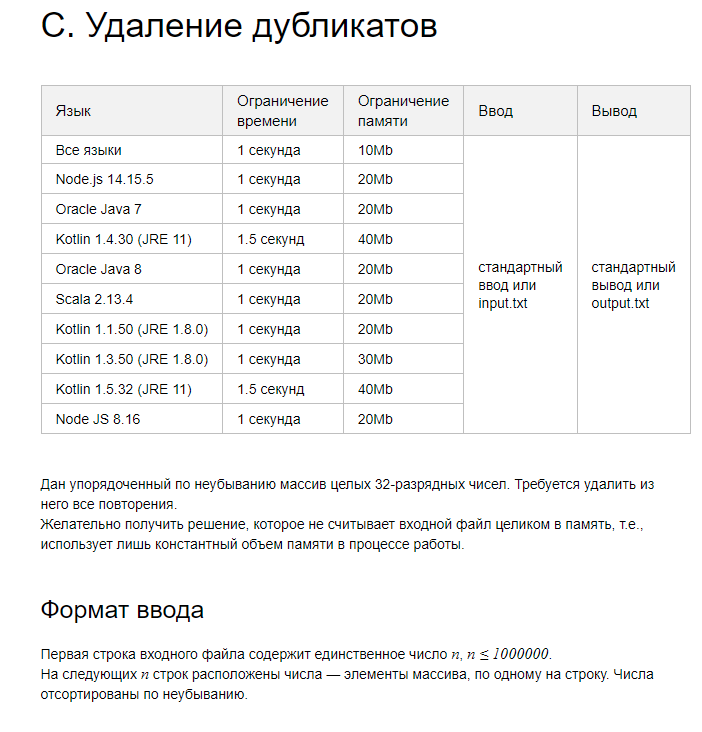 C. Удаление дубликатов
Язык
Ограничение
времени
Ограничение
памяти
Ввод
Вывод
Все языки
1 секунда
10Mb
Node.js 14.15.5
1 секунда
20Mb
Oracle Java 7
1 секунда
20Mb
Kotlin 1.4.30 (JRE 11)
1.5 секунд
40Mb
Oracle Java 8
1 секунда
20Mb
Scala 2.13.4
1 секунда
20Mb
Kotlin 1.1.50 (JRE 1.8.0)
1 секунда
20Mb
Kotlin 1.3.50 (JRE 1.8.0)
1 секунда
30Mb
Kotlin 1.5.32 (JRE 11)
1.5 секунд
40Mb
Node JS 8.16
1 секунда
20Mb
стандартный
ввод или
input.txt
стандартный
вывод или
output.txt
Дан упорядоченный по неубыванию массив целых 32-разрядных чисел. Требуется удалить из
него все повторения.
Желательно получить решение, которое не считывает входной файл целиком в память, т.е.,
использует лишь константный объем памяти в процессе работы.
Формат ввода
Первая строка входного файла содержит единственное число n, n ≤ 1000000.
На следующих n строк расположены числа — элементы массива, по одному на строку. Числа
отсортированы по неубыванию.